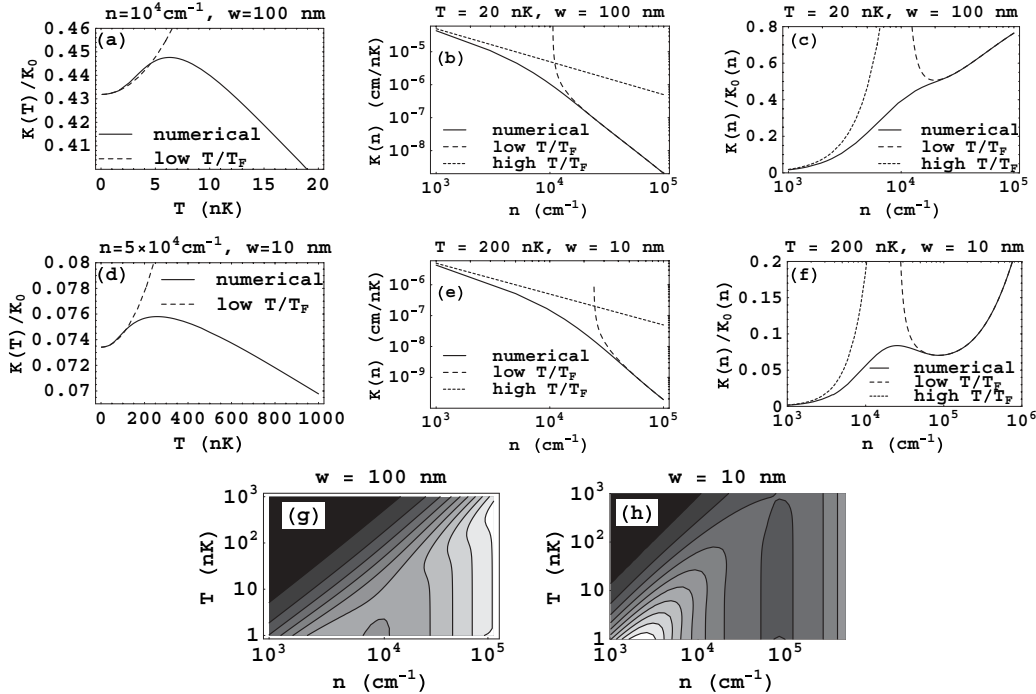 n=10⁴cm⁻¹, w=100 nm
(a)
K(T)/K₀
0.46
0.45
0.44
0.43
0.42
0.41
numerical
low T/T_F
0 5 10 15 20
T (nK)
T = 20 nK, w = 100 nm
(b)
K(n) (cm/nK)
10⁻⁵
10⁻⁶
10⁻⁷
10⁻⁸
numerical
low T/T_F
high T/T_F
10³ 10⁴ 10⁵
n (cm⁻¹)
T = 20 nK, w = 100 nm
(c)
K(n)/K₀(n)
0.8
0.6
0.4
0.2
0
numerical
low T/T_F
high T/T_F
10³ 10⁴ 10⁵
n (cm⁻¹)
n=5×10⁴cm⁻¹, w=10 nm
(d)
K(T)/K₀
0.08
0.078
0.076
0.074
0.072
0.07
numerical
low T/T_F
0 200 400 600 800 1000
T (nK)
T = 200 nK, w = 10 nm
(e)
K(n) (cm/nK)
10⁻⁶
10⁻⁷
10⁻⁸
10⁻⁹
numerical
low T/T_F
high T/T_F
10³ 10⁴ 10⁵
n (cm⁻¹)
T = 200 nK, w = 10 nm
(f)
K(n)/K₀(n)
0.2
0.15
0.1
0.05
0
numerical
low T/T_F
high T/T_F
10³ 10⁴ 10⁵ 10⁶
n (cm⁻¹)
w = 100 nm
(g)
T (nK)
10³
10²
10
1
10³ 10⁴ 10⁵
n (cm⁻¹)
w = 10 nm
(h)
T (nK)
10³
10²
10
1
10³ 10⁴ 10⁵
n (cm⁻¹)